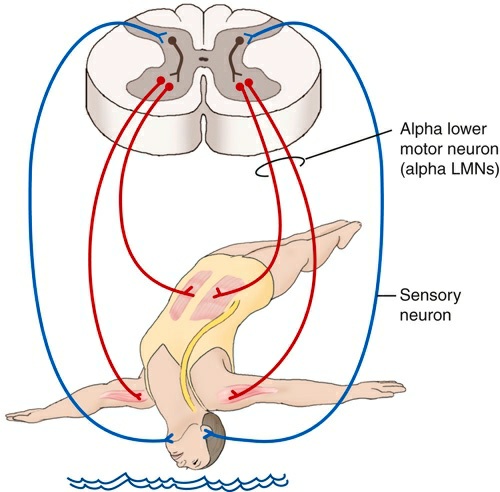 Alpha lower
motor neuron
(alpha LMNs)
Sensory
neuron